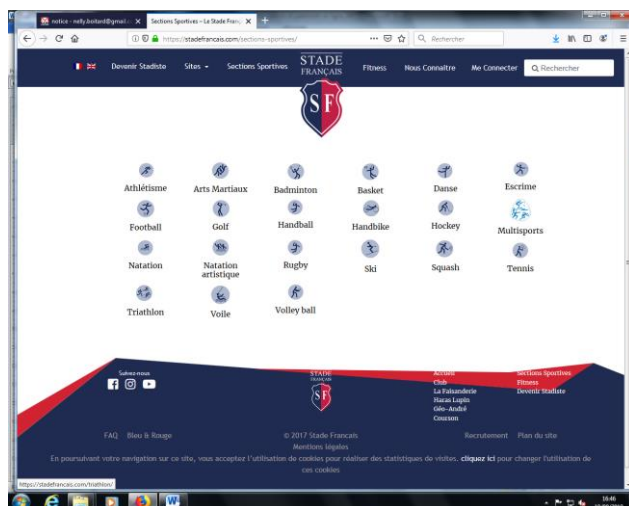 notice - nelly.boitard@gmail.c
Sections Sportives – Le Stade Franç
https://stadefrancais.com/sections-sportives/
Rechercher
Devenir Stadiste
Sites
Sections Sportives
STADE
FRANÇAIS
Fitness
Nous Connaitre
Me Connecter
Rechercher
SF
Athlétisme
Arts Martiaux
Badminton
Basket
Danse
Escrime
Football
Golf
Handball
Handbike
Hockey
Multisports
Natation
Natation
artistique
Rugby
Ski
Squash
Tennis
Triathlon
Voile
Volley ball
Suivez-nous
STADE
FRANÇAIS
SF
Accueil
Club
La Faisanderie
Haras Lupin
Géo-André
Courson
Sections Sportives
Fitness
Devenir Stadiste
FAQ Bleu & Rouge
© 2017 Stade Francais
Mentions légales
Recrutement Plan du site
En poursuivant votre navigation sur ce site, vous acceptez l'utilisation de cookies pour réaliser des statistiques de visites. cliquez ici pour changer l'utilisation de
ces cookies
https://stadefrancais.com/triathlon/
16:46